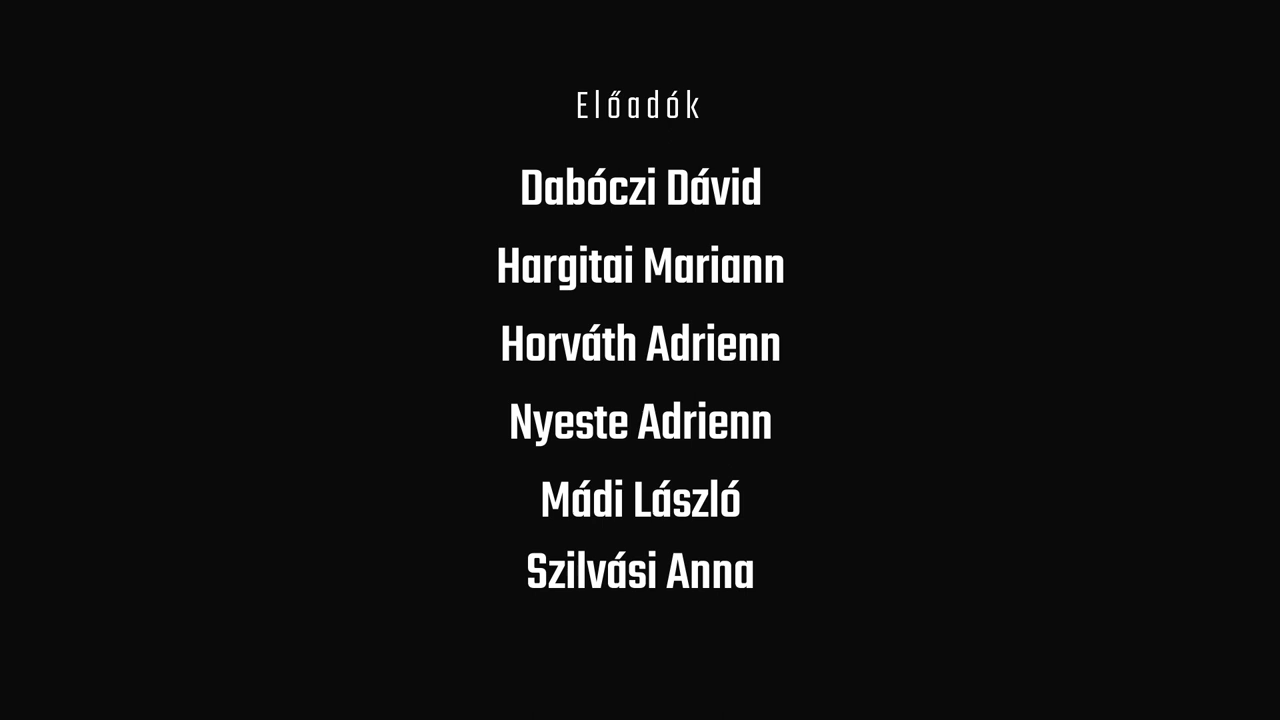 Előadók
Dabóczi Dávid
Hargitai Mariann
Horváth Adrienn
Nyeste Adrienn
Mádi László
Szilvási Anna